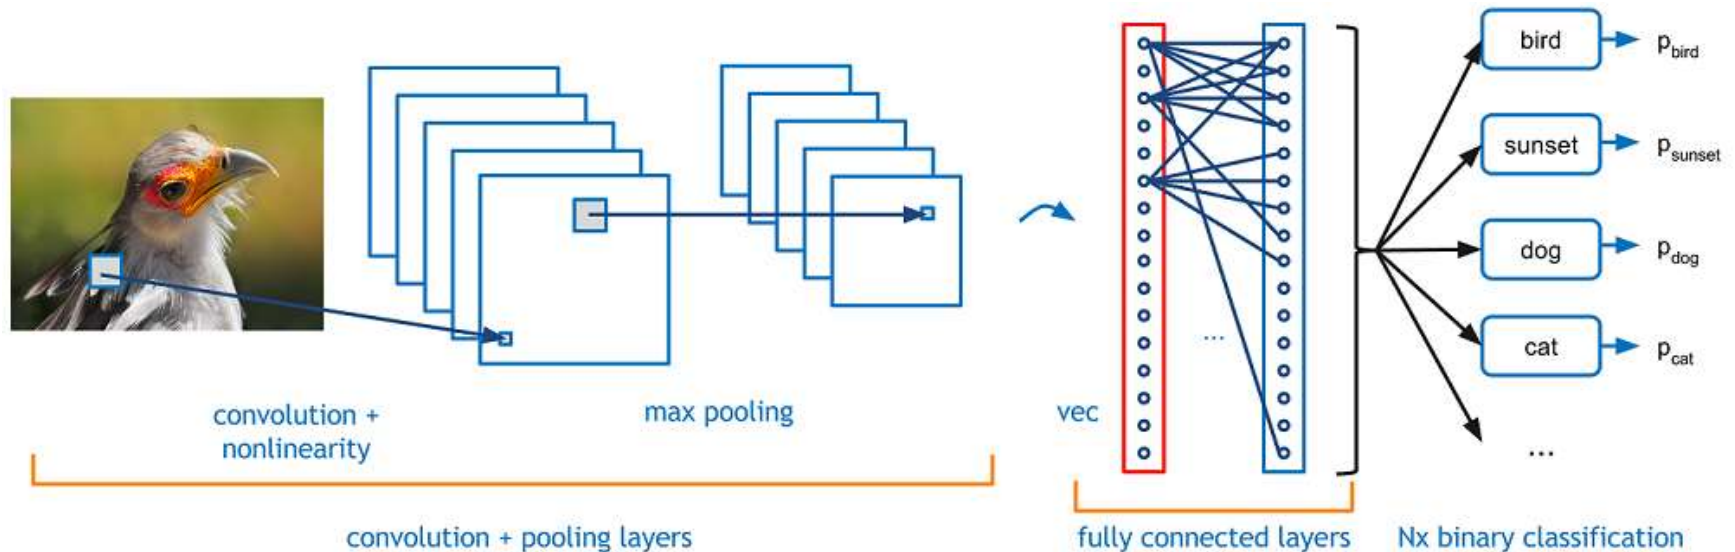 bird
p_bird
sunset
p_sunset
dog
p_dog
cat
p_cat
...
...
convolution +
nonlinearity
max pooling
vec
convolution + pooling layers
fully connected layers
Nx binary classification